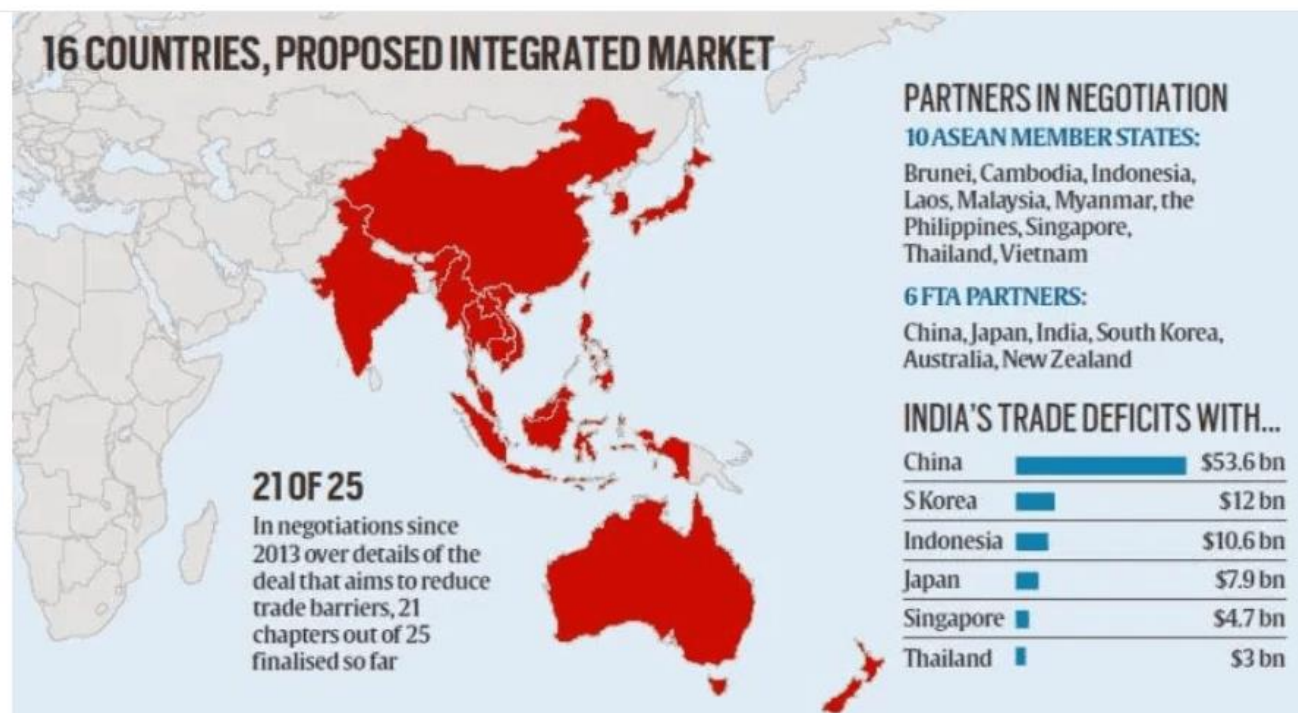 16 COUNTRIES, PROPOSED INTEGRATED MARKET
PARTNERS IN NEGOTIATION
10 ASEAN MEMBER STATES:
Brunei, Cambodia, Indonesia,
Laos, Malaysia, Myanmar, the
Philippines, Singapore,
Thailand, Vietnam
6 FTA PARTNERS:
China, Japan, India, South Korea,
Australia, New Zealand
INDIA'S TRADE DEFICITS WITH...
China $53.6 bn
S Korea $12 bn
Indonesia $10.6 bn
Japan $7.9 bn
Singapore $4.7 bn
Thailand $3 bn
21 OF 25
In negotiations since
2013 over details of the
deal that aims to reduce
trade barriers, 21
chapters out of 25
finalised so far